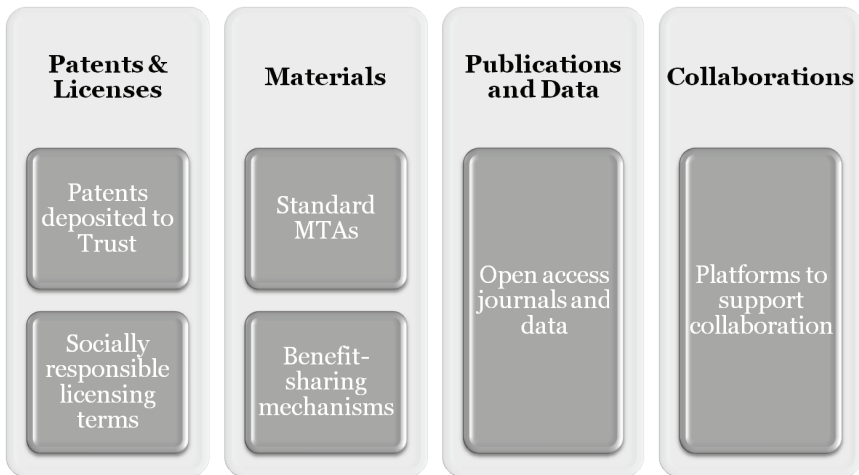 Patents &
Licenses
Patents
deposited to
Trust
Socially
responsible
licensing
terms
Materials
Standard
MTAs
Benefit-
sharing
mechanisms
Publications
and Data
Open access
journals and
data
Collaborations
Platforms to
support
collaboration